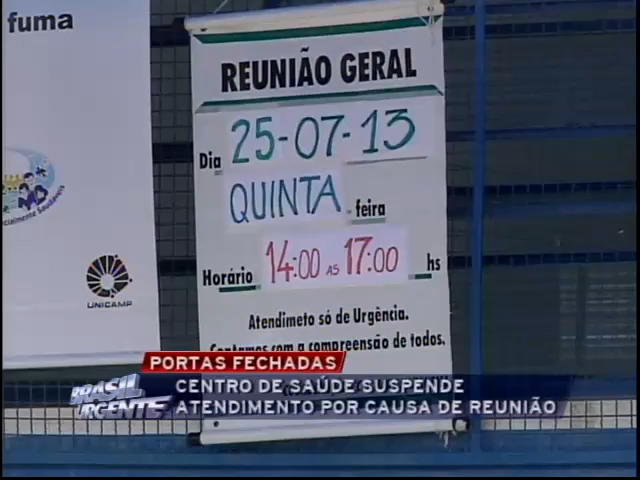 fuma
cialmente Saudáveis
UNICAMP
REUNIÃO GERAL
Dia 25-07-13
QUINTA - feira
Horário 14:00 AS 17:00 hs
Atendimeto só de Urgência.
Contamos com a compreensão de todos.
PORTAS FECHADAS
BRASIL URGENTE
CENTRO DE SAÚDE SUSPENDE
ATENDIMENTO POR CAUSA DE REUNIÃO